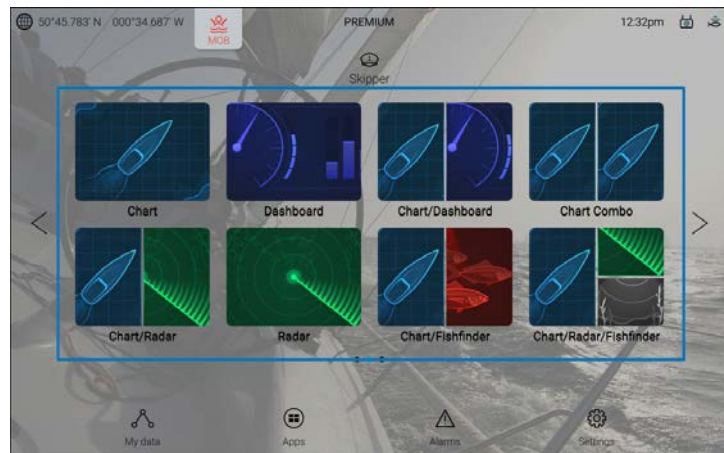 50°45.783' N 000°34.687' W
MOB
PREMIUM
12:32pm
Skipper
Chart
Dashboard
Chart/Dashboard
Chart Combo
Chart/Radar
Radar
Chart/Fishfinder
Chart/Radar/Fishfinder
My data
Apps
Alarms
Settings